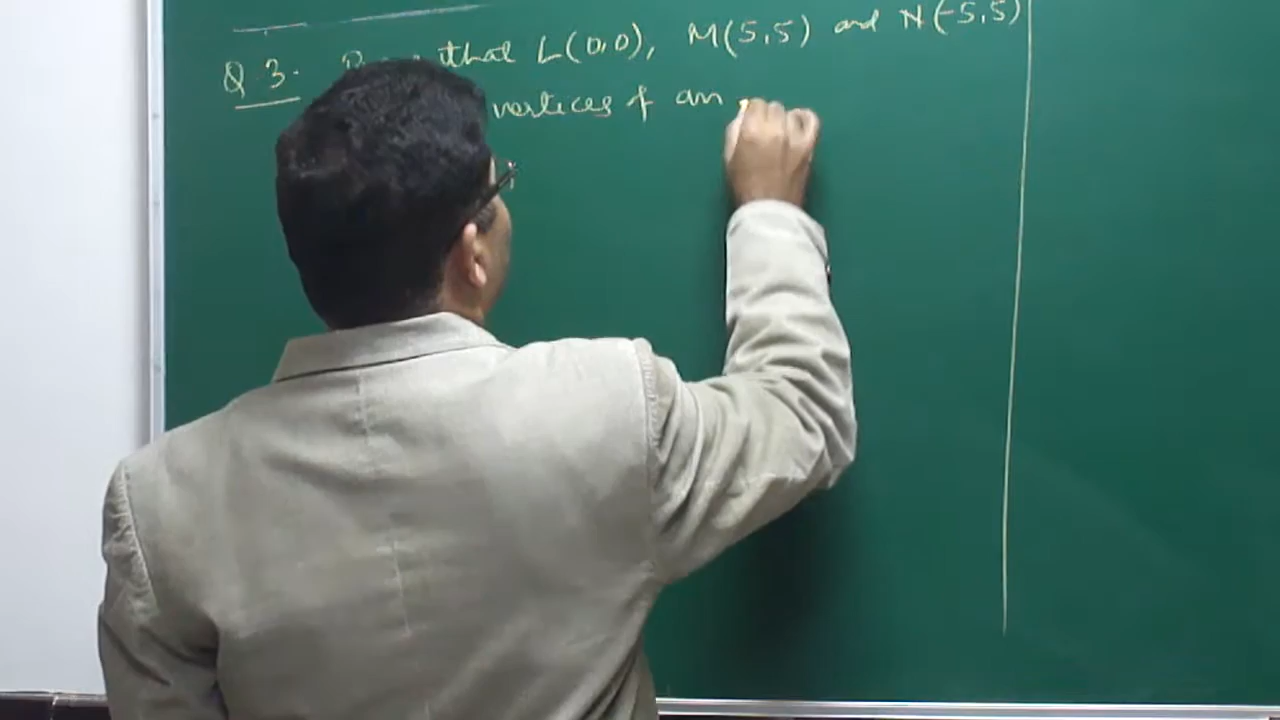 Q.3. that L(0,0), M(5,5) and N(-5,5)
vertices of an